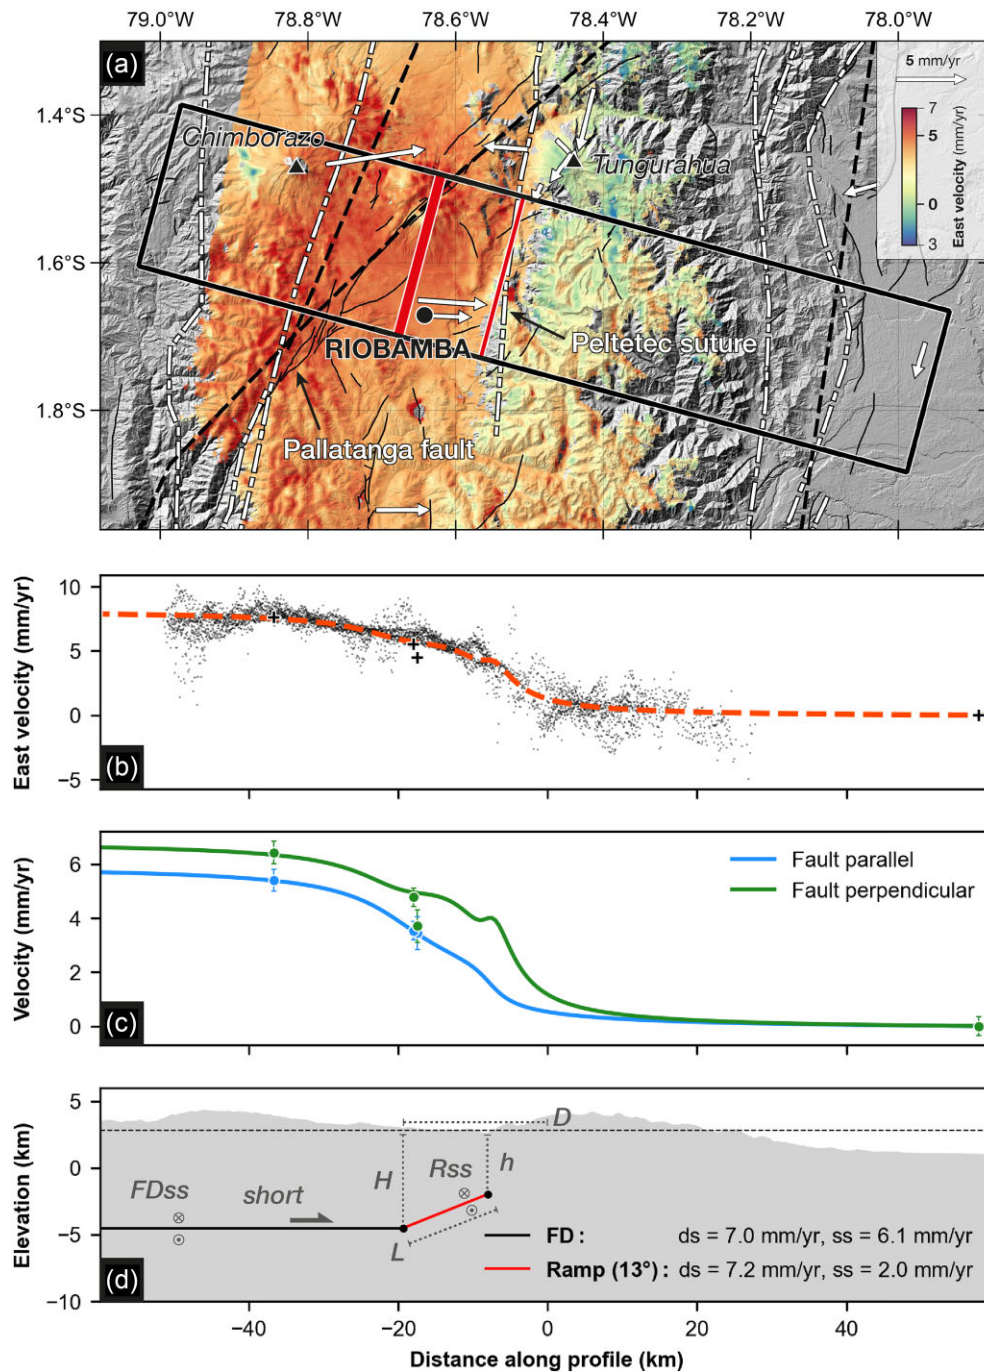 79.0°W 78.8°W 78.6°W 78.4°W 78.2°W 78.0°W
(a)
5 mm/yr
7
5
0
3
East velocity (mm/yr)
1.4°S
1.6°S
1.8°S
Chimborazo
Tungurahua
RIOBAMBA
Peltetec suture
Pallatanga fault
East velocity (mm/yr)
10
5
0
−5
(b)
Velocity (mm/yr)
6
4
2
0
Fault parallel
Fault perpendicular
(c)
Elevation (km)
5
0
−5
−10
D
H
Rss
h
FDss
short
L
FD : ds = 7.0 mm/yr, ss = 6.1 mm/yr
Ramp (13°) : ds = 7.2 mm/yr, ss = 2.0 mm/yr
(d)
−40 −20 0 20 40
Distance along profile (km)